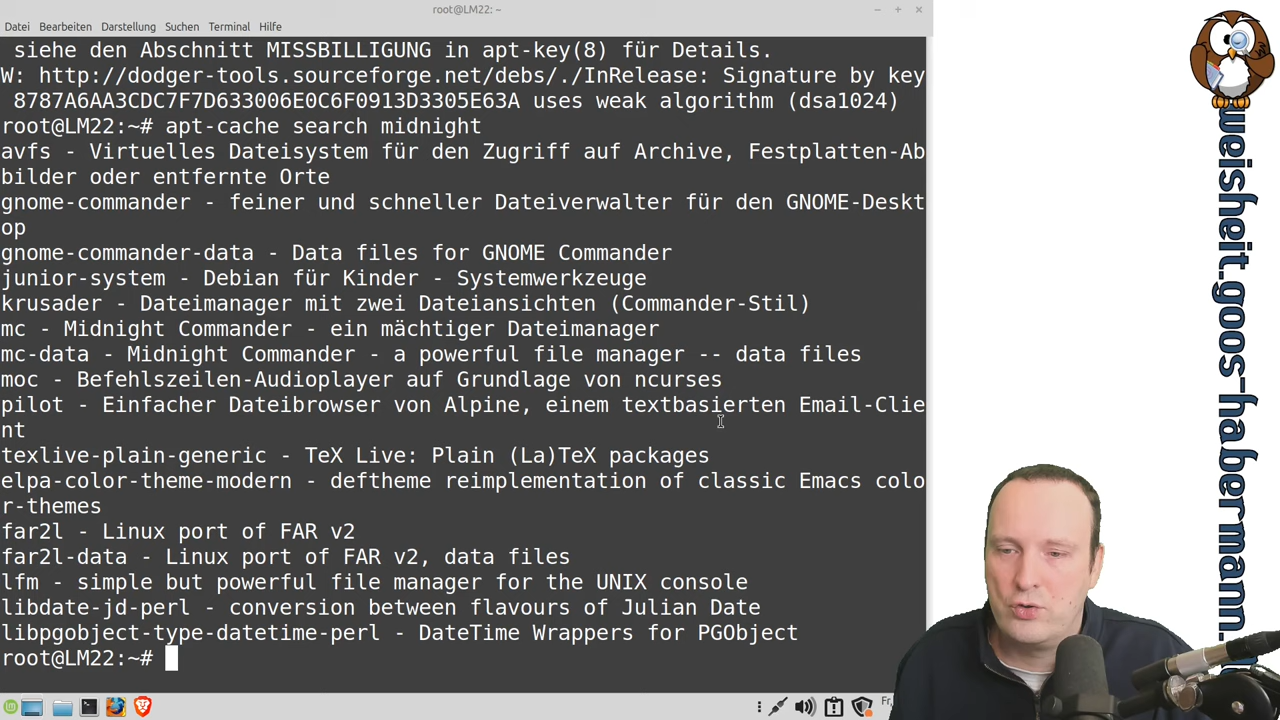 root@LM22: ~
Datei Bearbeiten Darstellung Suchen Terminal Hilfe
siehe den Abschnitt MISSBILLIGUNG in apt-key(8) für Details.
W: http://dodger-tools.sourceforge.net/debs/./InRelease: Signature by key
8787A6AA3CDC7F7D633006E0C6F0913D3305E63A uses weak algorithm (dsa1024)
root@LM22:~# apt-cache search midnight
avfs - Virtuelles Dateisystem für den Zugriff auf Archive, Festplatten-Ab
bilder oder entfernte Orte
gnome-commander - feiner und schneller Dateiverwalter für den GNOME-Deskt
op
gnome-commander-data - Data files for GNOME Commander
junior-system - Debian für Kinder - Systemwerkzeuge
krusader - Dateimanager mit zwei Dateiansichten (Commander-Stil)
mc - Midnight Commander - ein mächtiger Dateimanager
mc-data - Midnight Commander - a powerful file manager -- data files
moc - Befehlszeilen-Audioplayer auf Grundlage von ncurses
pilot - Einfacher Dateibrowser von Alpine, einem textbasierten Email-Clie
nt
texlive-plain-generic - TeX Live: Plain (La)TeX packages
elpa-color-theme-modern - deftheme reimplementation of classic Emacs colo
r-themes
far2l - Linux port of FAR v2
far2l-data - Linux port of FAR v2, data files
lfm - simple but powerful file manager for the UNIX console
libdate-jd-perl - conversion between flavours of Julian Date
libpgobject-type-datetime-perl - DateTime Wrappers for PGObject
root@LM22:~#
Fr,
weisheit.goos-habermann.